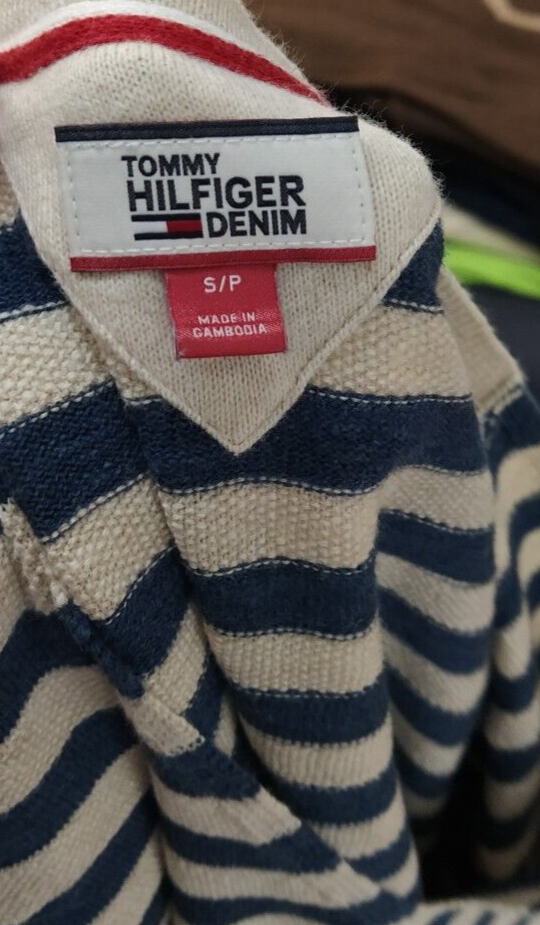 TOMMY
HILFIGER
DENIM
S/P
MADE IN
CAMBODIA